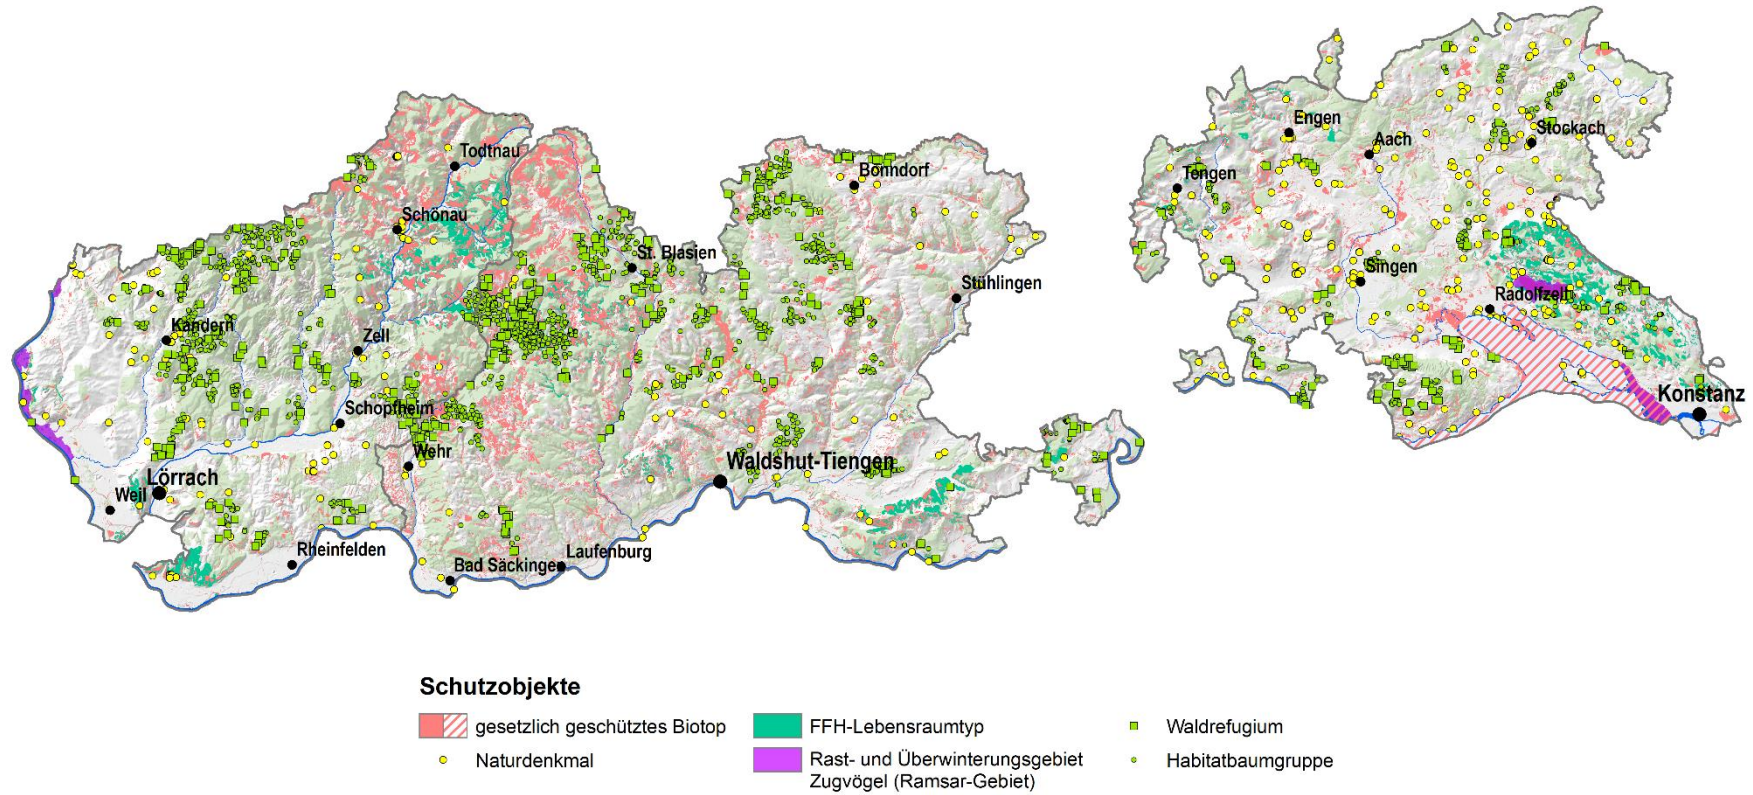 Engen
Aach
Stockach
Todtnau
Bonndorf
Tengen
Schönau
St. Blasien
Singen
Stühlingen
Radolfzell
Kandern
Zell
Konstanz
Schopfheim
Wehr
Waldshut-Tiengen
Lörrach
Weil
Rheinfelden
Laufenburg
Bad Säckingen
Schutzobjekte
gesetzlich geschütztes Biotop
FFH-Lebensraumtyp
Waldrefugium
Naturdenkmal
Rast- und Überwinterungsgebiet
Zugvögel (Ramsar-Gebiet)
Habitatbaumgruppe